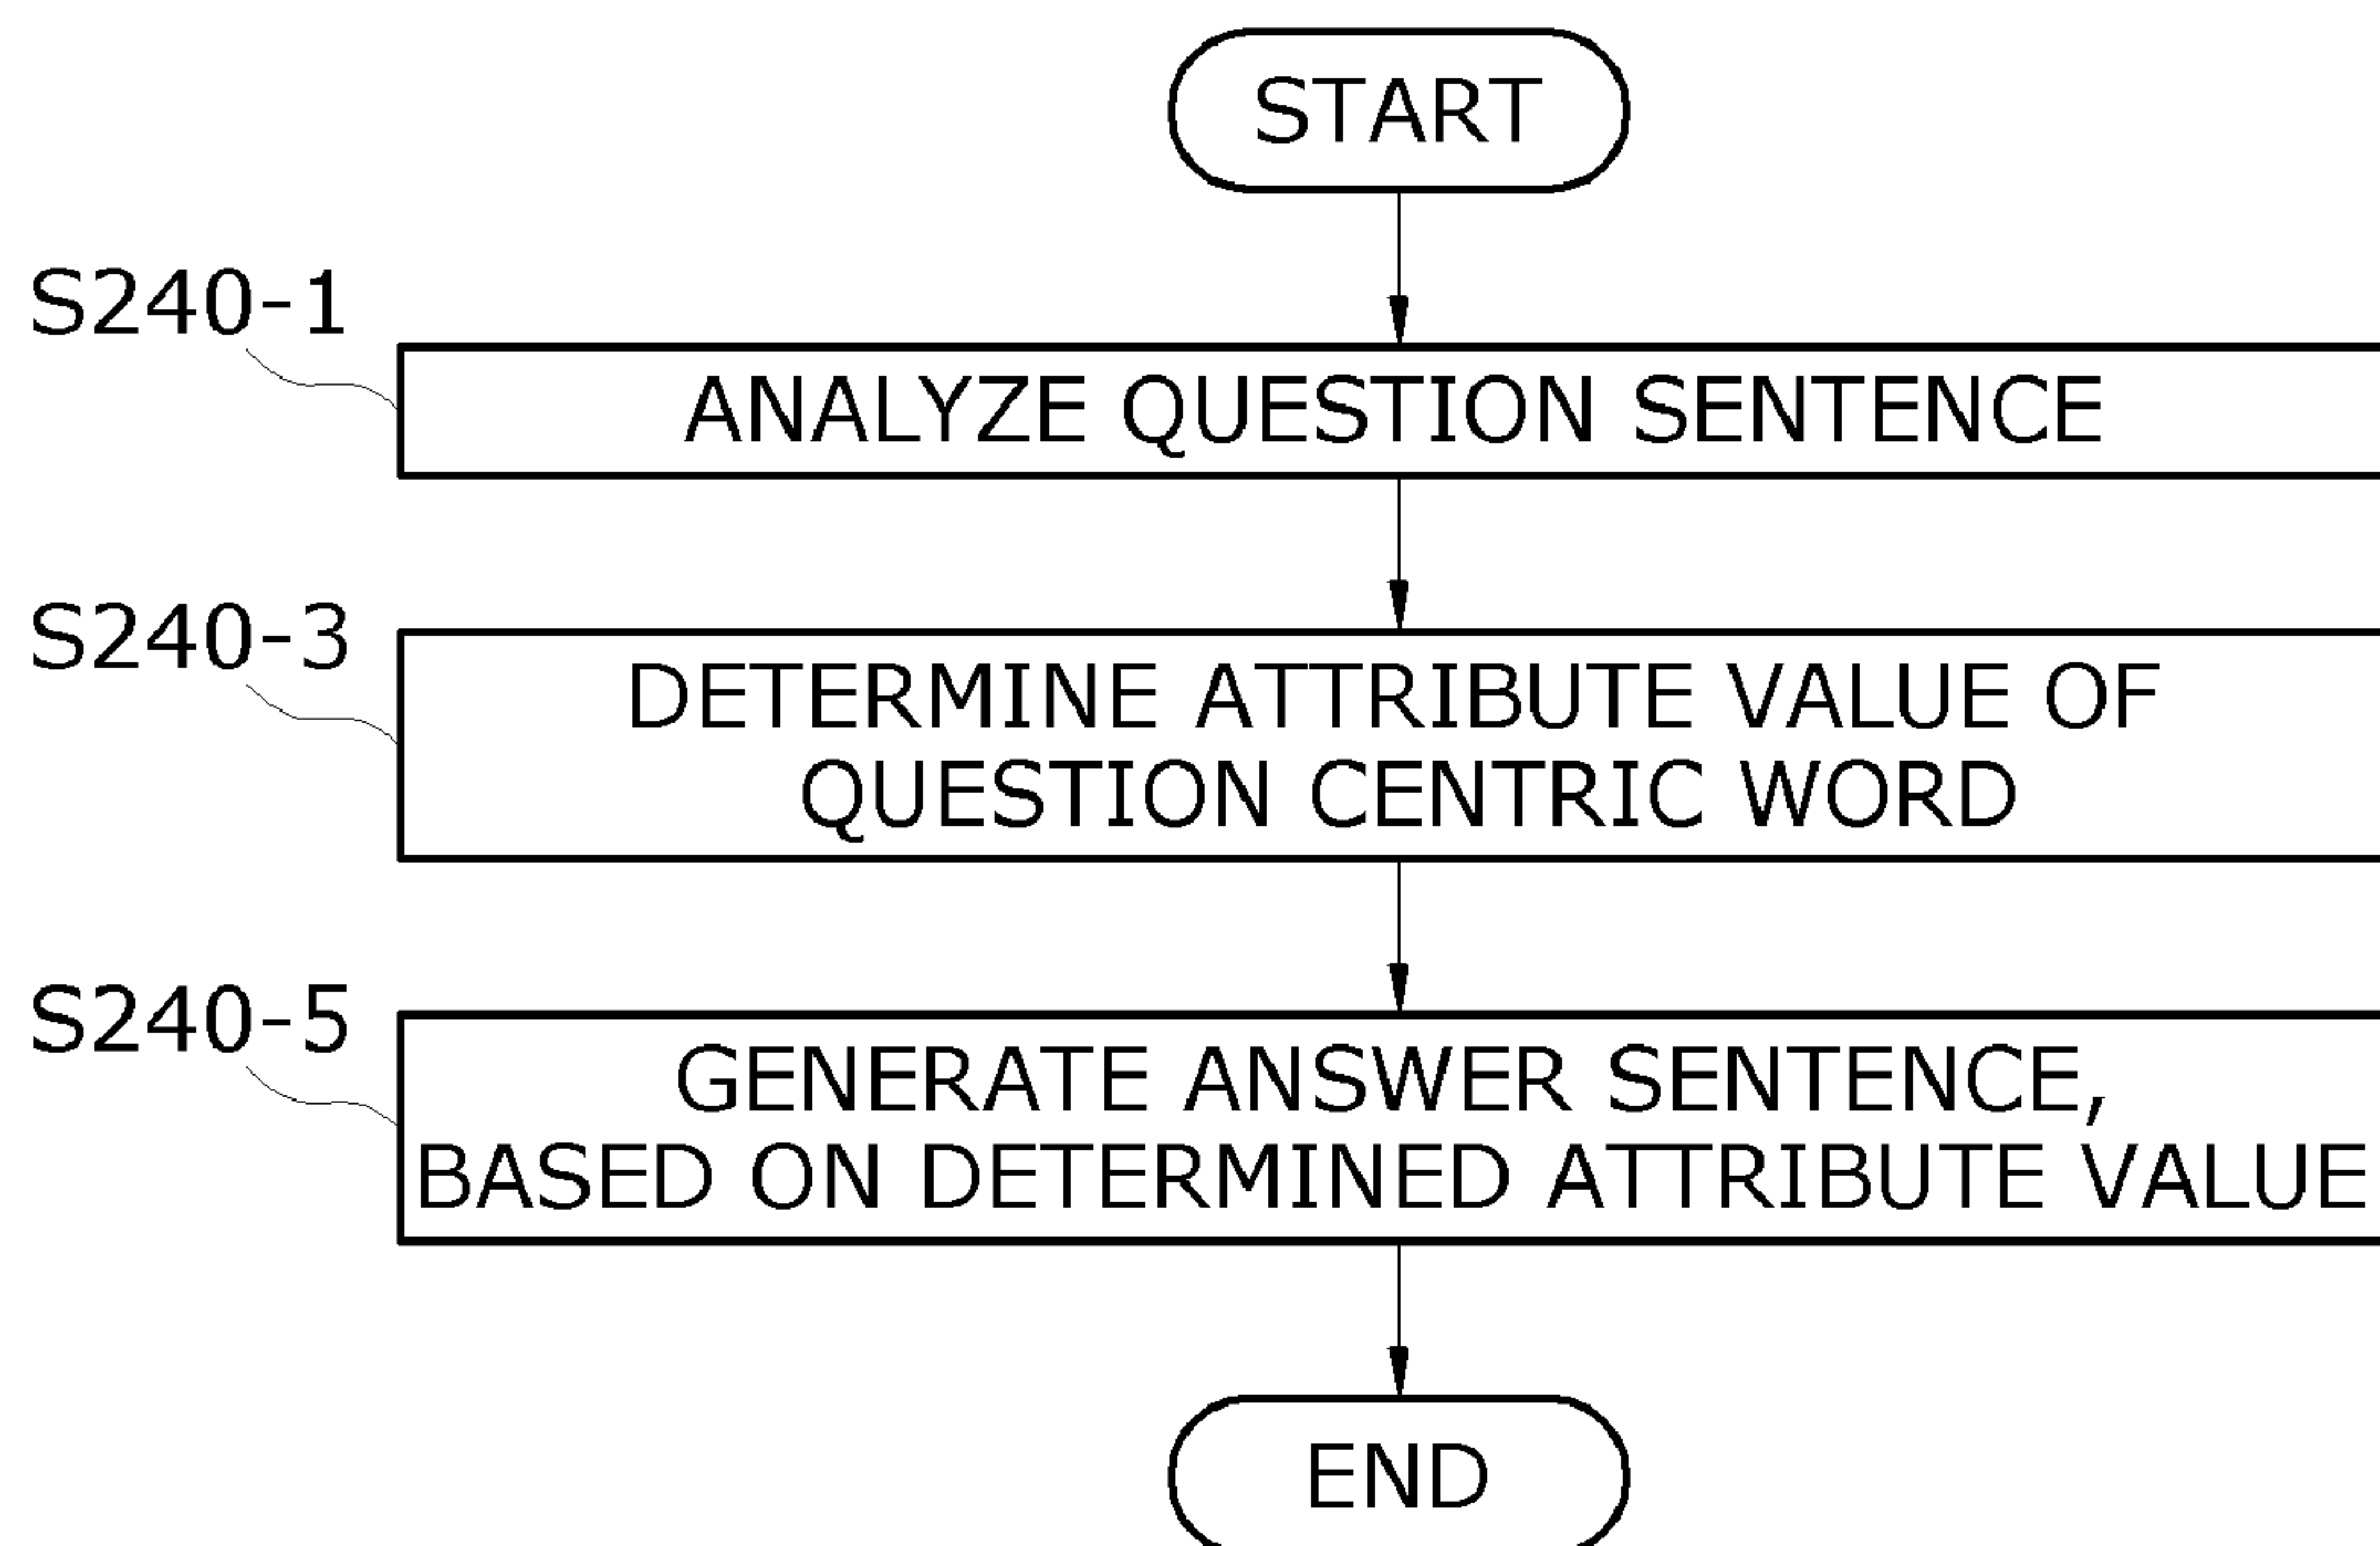 START
S240-1
ANALYZE QUESTION SENTENCE
S240-3
DETERMINE ATTRIBUTE VALUE OF
QUESTION CENTRIC WORD
S240-5
GENERATE ANSWER SENTENCE,
BASED ON DETERMINED ATTRIBUTE VALUE
END